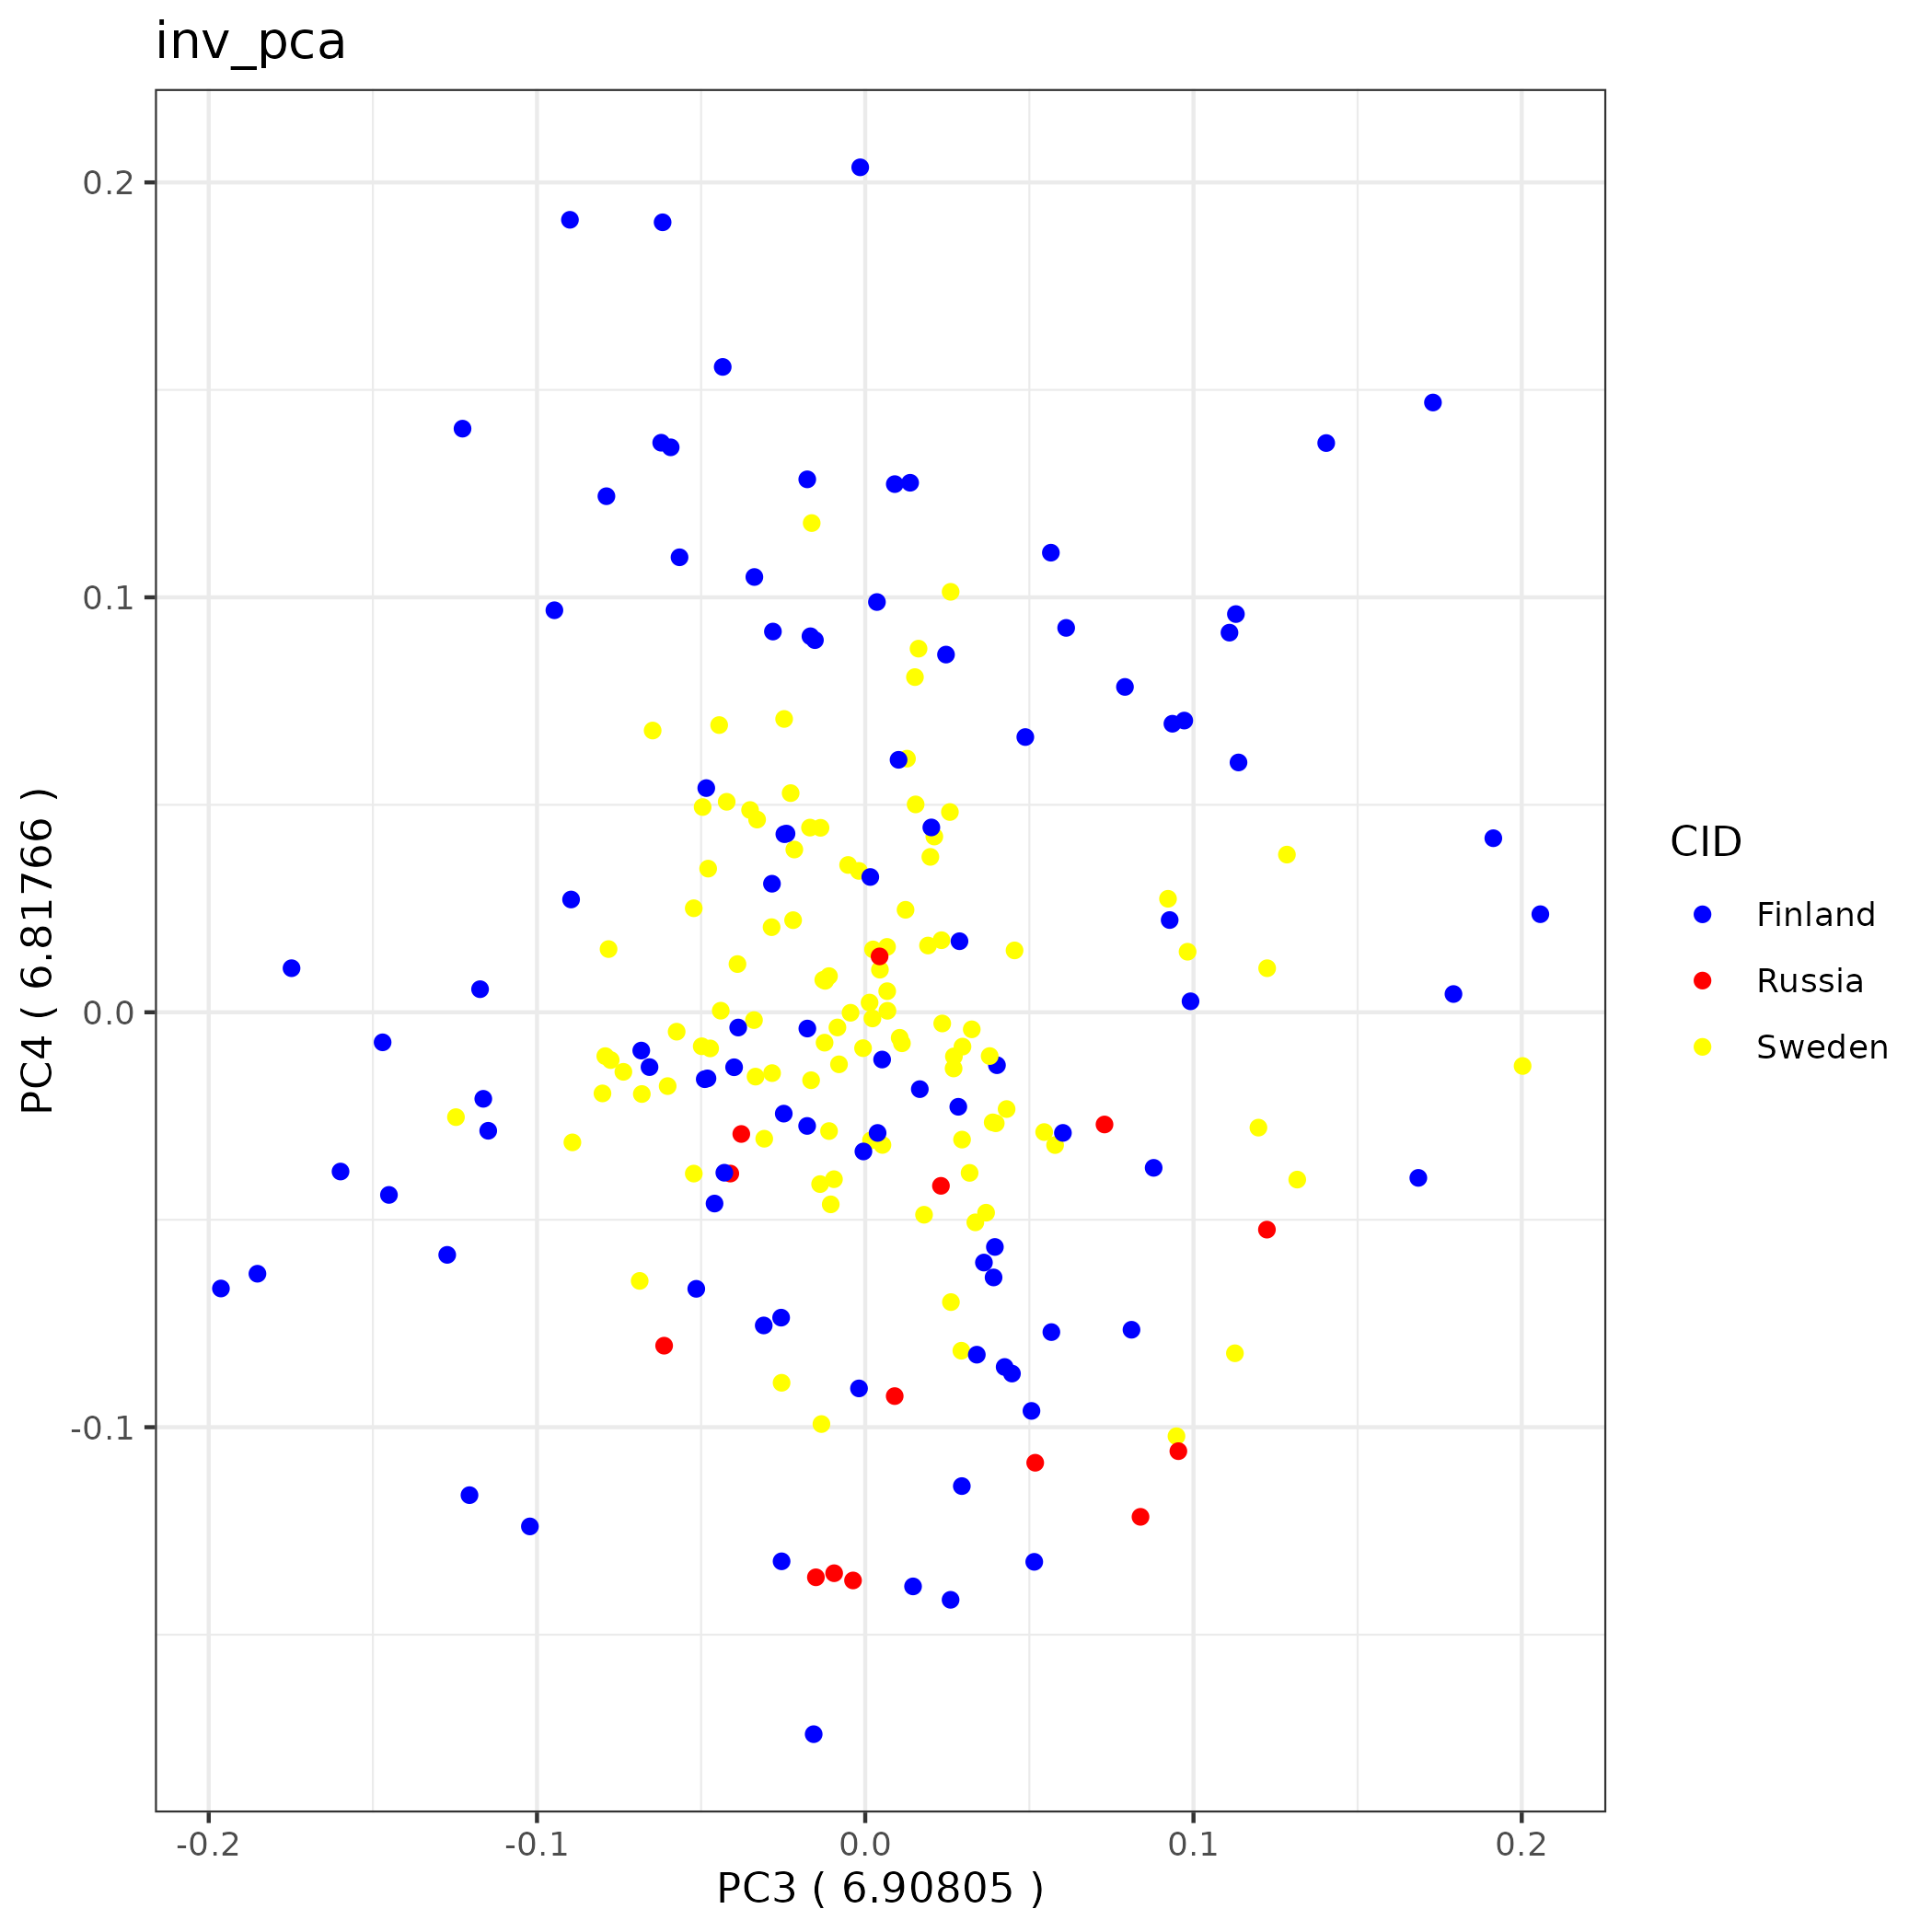 inv_pca
0.2
0.1
0.0
-0.1
PC4 ( 6.81766 )
-0.2
-0.1
0.0
0.1
0.2
PC3 ( 6.90805 )
CID
Finland
Russia
Sweden